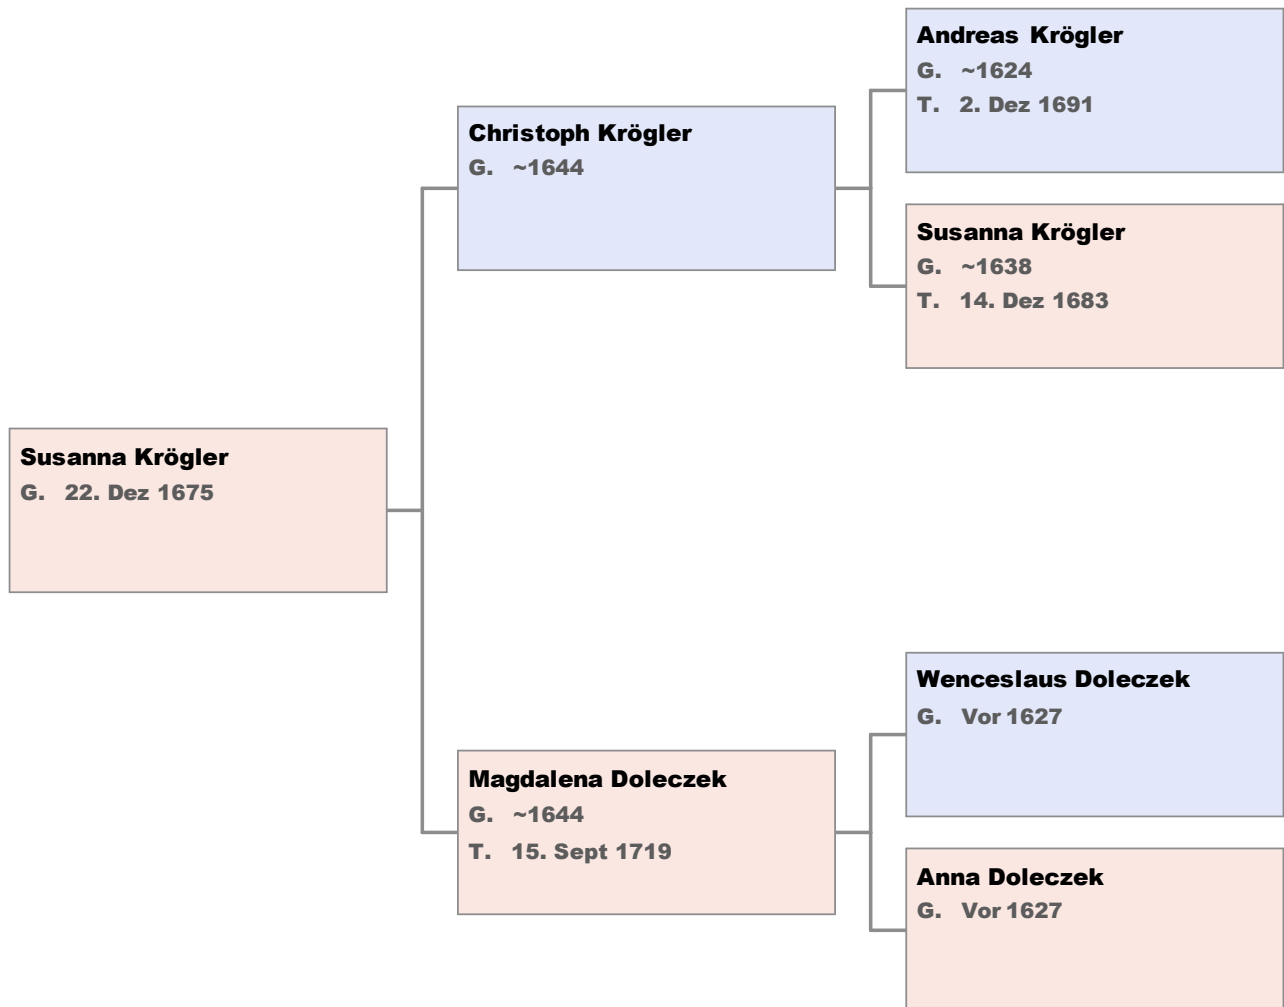 Andreas Krögler
G. ~1624
T. 2. Dez 1691
Christoph Krögler
G. ~1644
Susanna Krögler
G. ~1638
T. 14. Dez 1683
Susanna Krögler
G. 22. Dez 1675
Wenceslaus Doleczek
G. Vor 1627
Magdalena Doleczek
G. ~1644
T. 15. Sept 1719
Anna Doleczek
G. Vor 1627